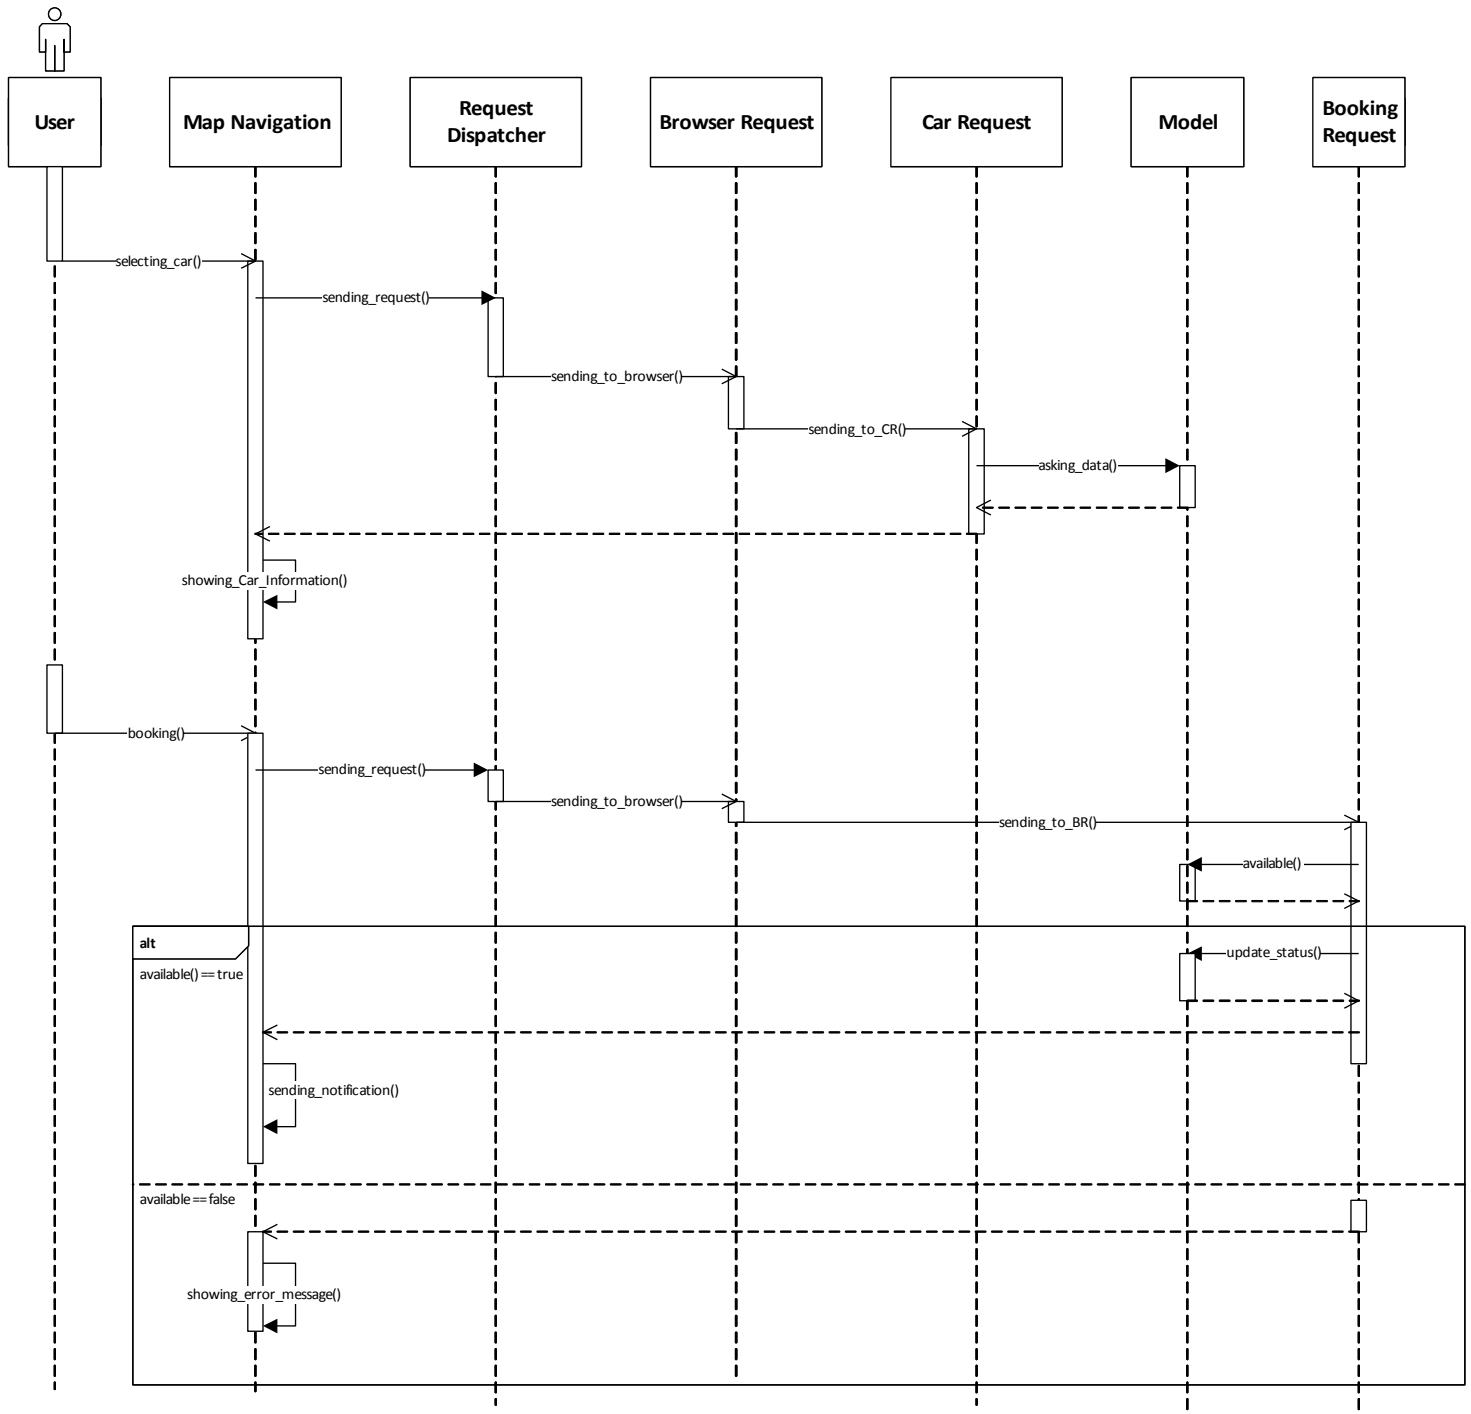 User
Map Navigation
Request
Dispatcher
Browser Request
Car Request
Model
Booking
Request
selecting_car()
sending_request()
sending_to_browser()
sending_to_CR()
asking_data()
showing_Car_Information()
booking()
sending_request()
sending_to_browser()
sending_to_BR()
available()
alt
update_status()
available() == true
sending_notification()
available == false
showing_error_message()